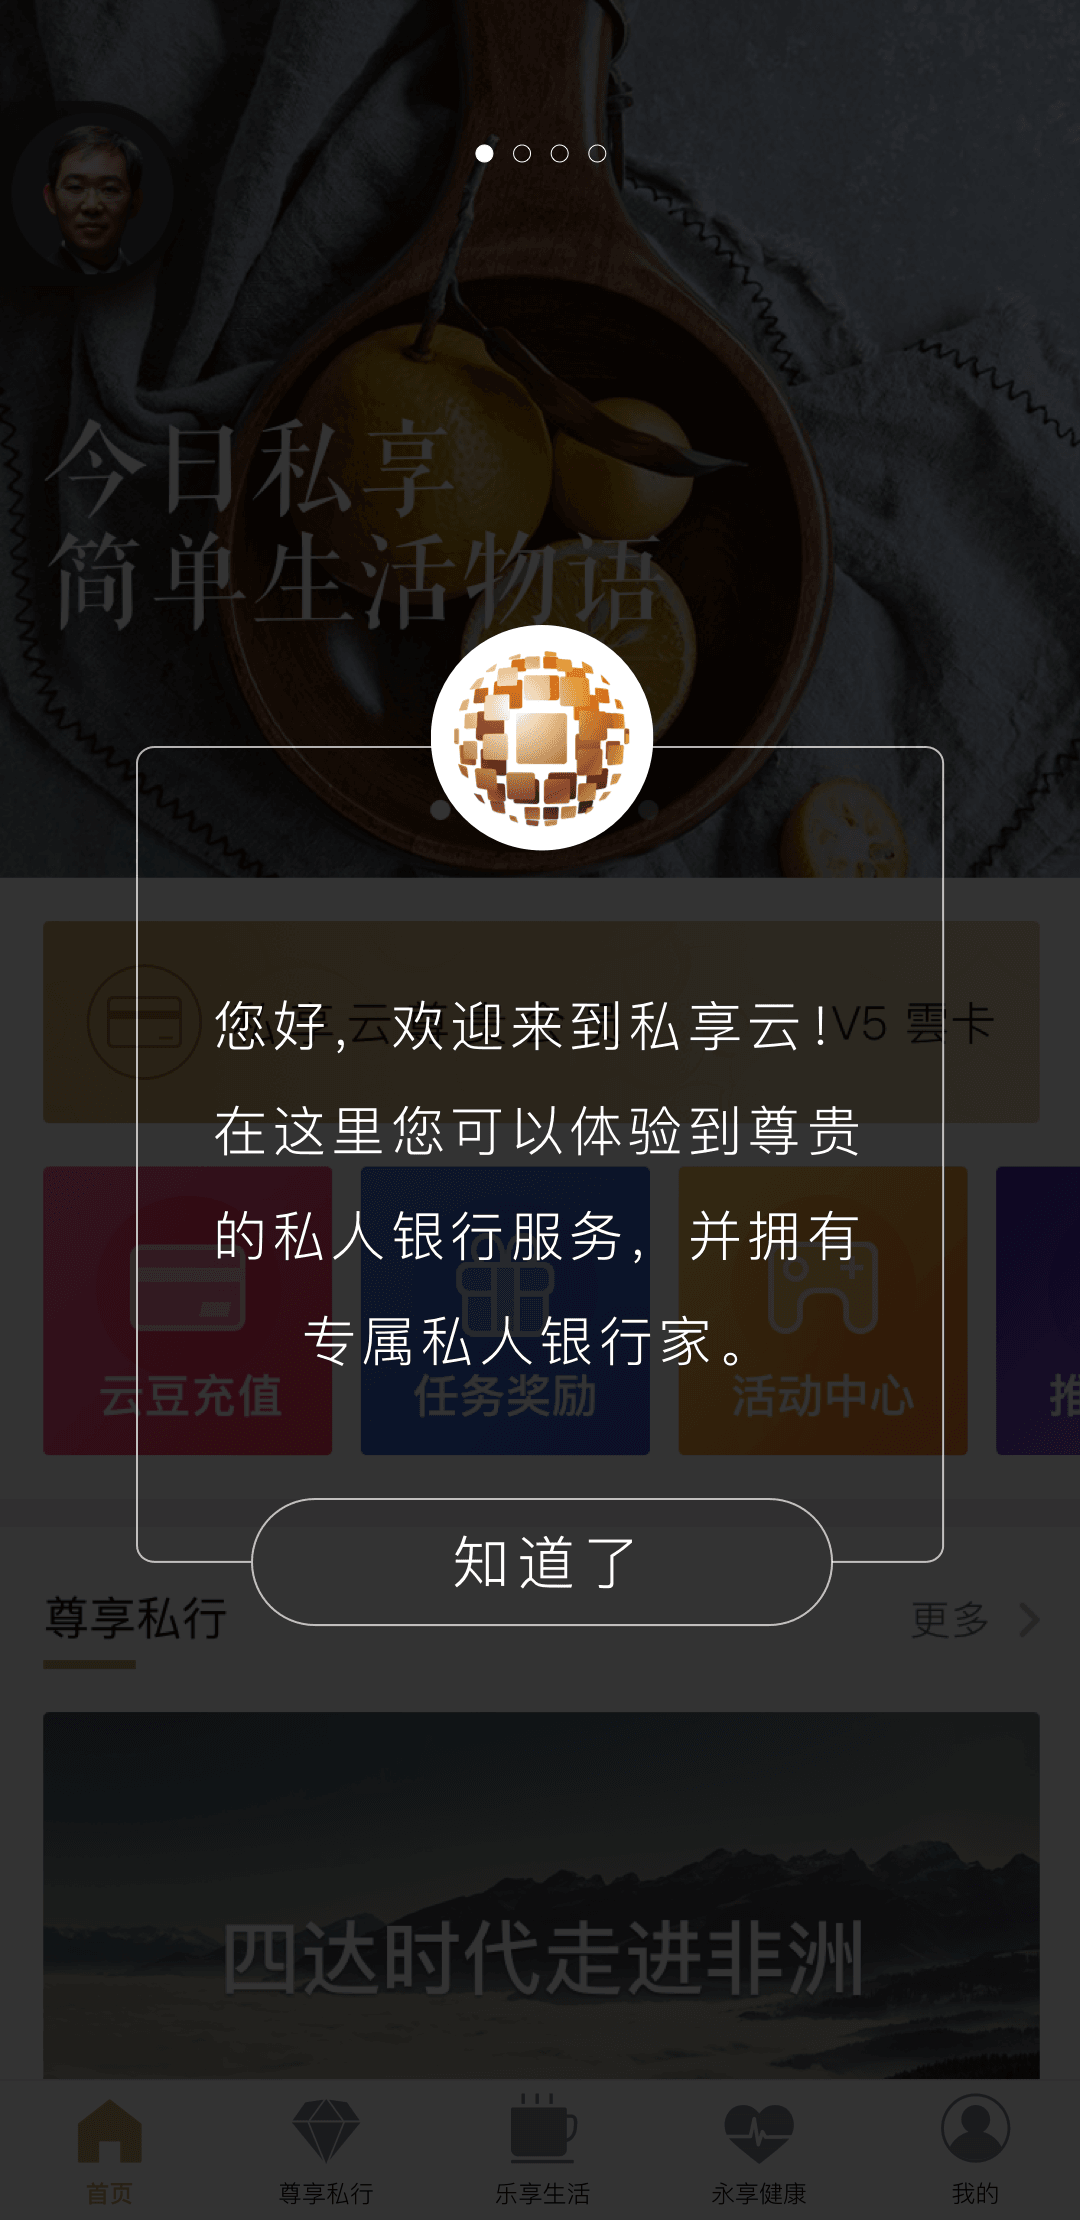 今日私享
简单生活物语
您好，欢迎来到私享云！
V5 雲卡
在这里您可以体验到尊贵
的私人银行服务，并拥有
专属私人银行家。
云豆充值
任务奖励
活动中心
推
知道了
尊享私行
更多
四达时代走进非洲
首页
尊享私行
乐享生活
永享健康
我的